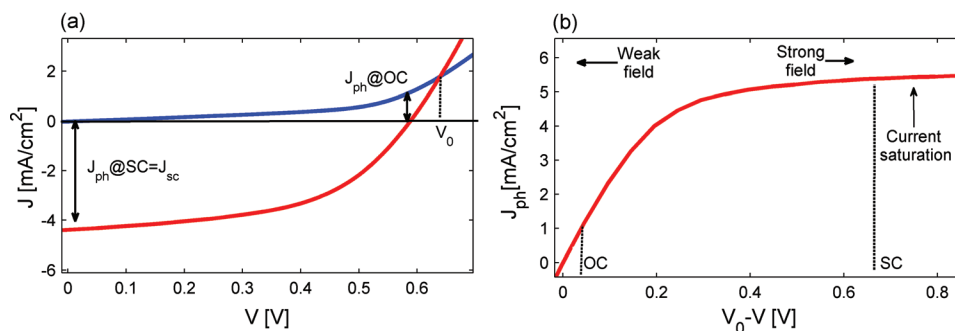 (a)
J [mA/cm²]
2
0
-2
-4
-6
J_ph@OC
V_0
J_ph@SC=J_sc
0 0.1 0.2 0.3 0.4 0.5 0.6
V [V]
(b)
J_ph[mA/cm²]
6
5
4
3
2
1
0
Weak
field
Strong
field
Current
saturation
OC
SC
0 0.2 0.4 0.6 0.8
V_0-V [V]